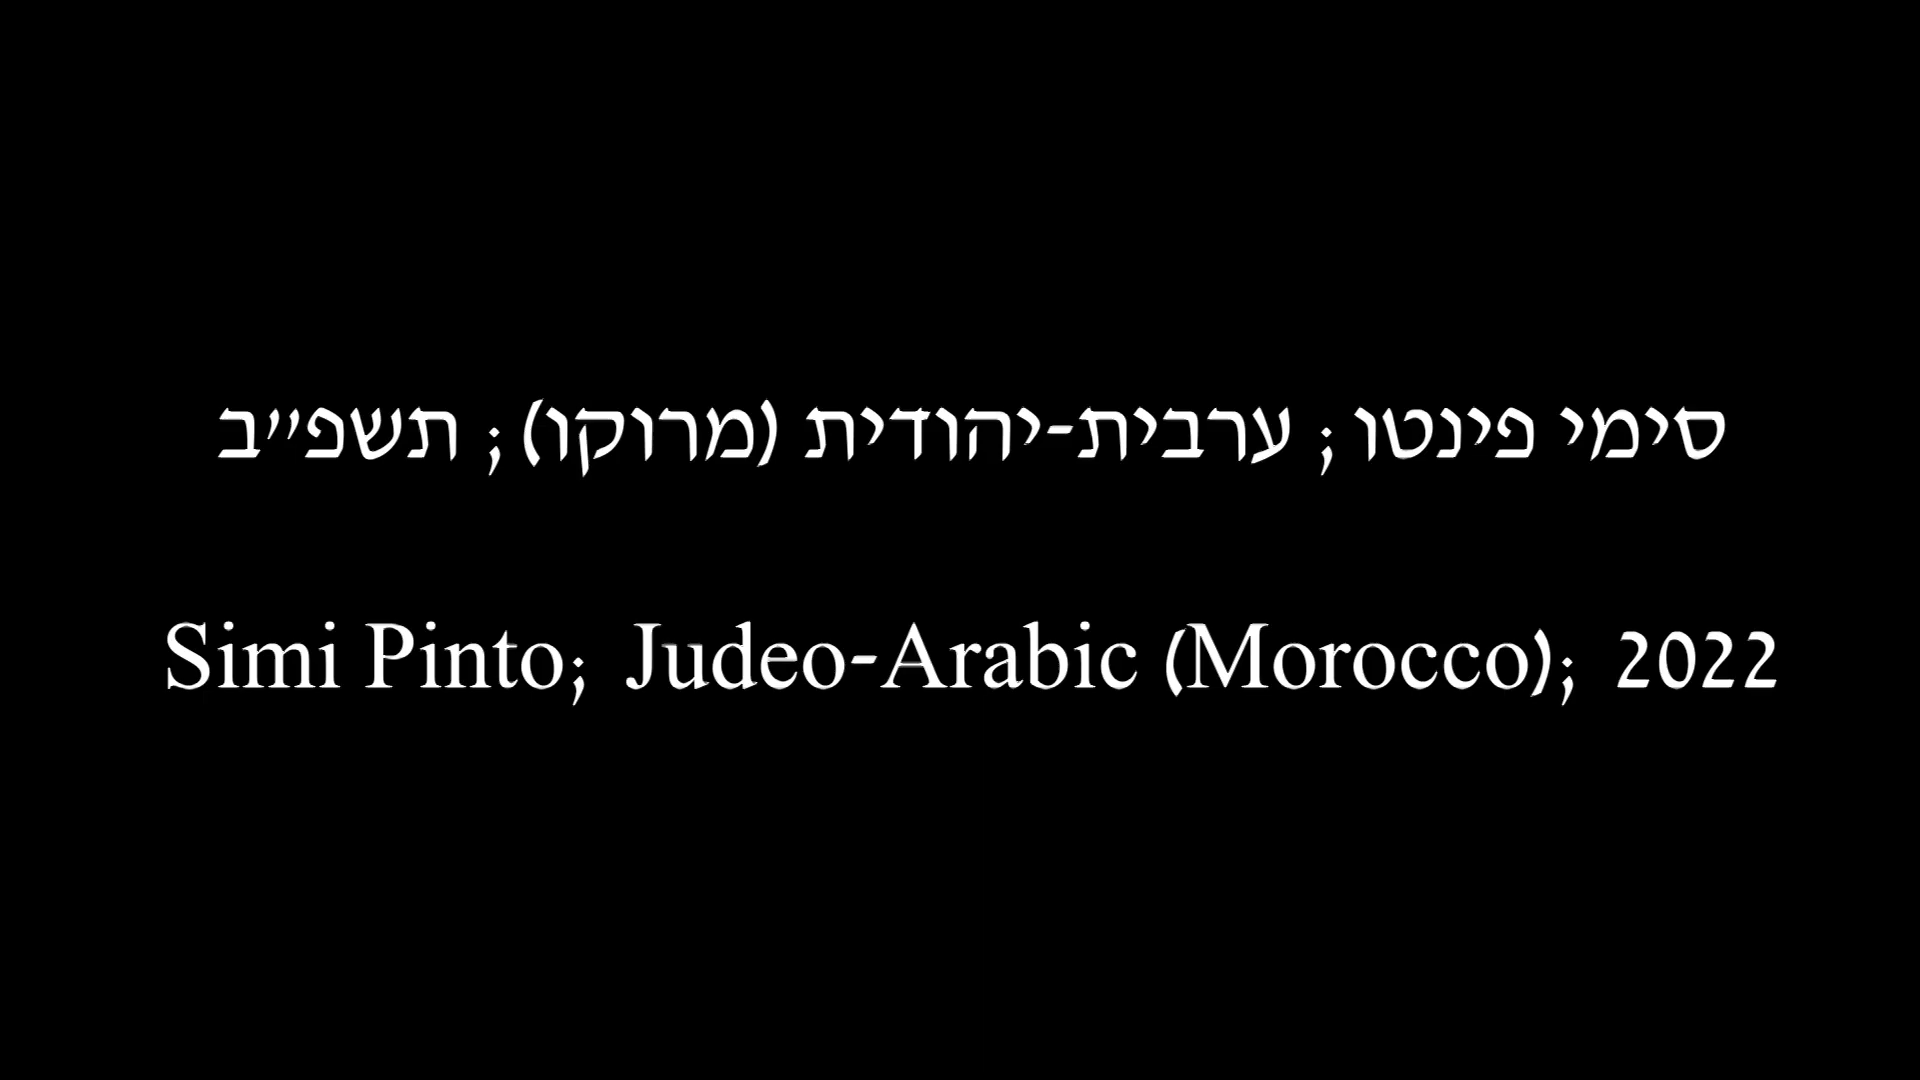 סימי פינטו; ערבית-יהודית (מרוקו); תשפ״ב
Simi Pinto; Judeo-Arabic (Morocco); 2022